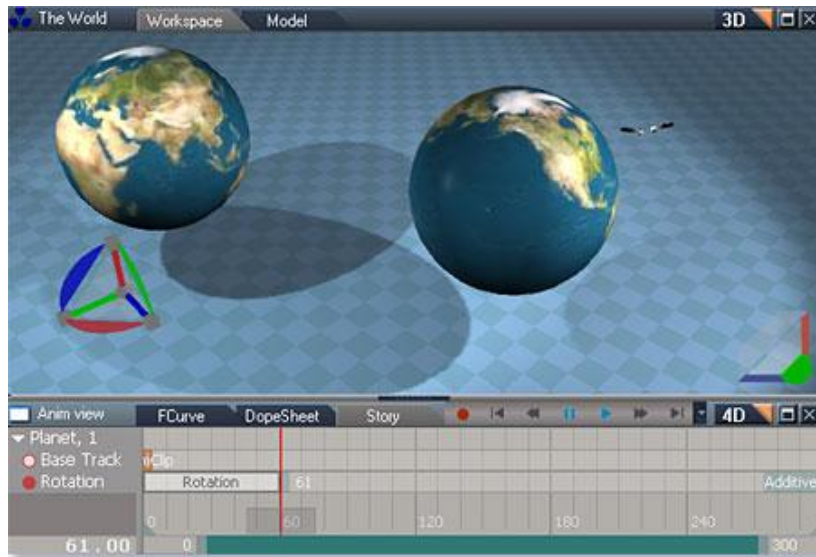 The World Workspace Model 3D
Anim view FCurve DopeSheet Story 4D
Planet, 1
Base Track Clip
Rotation Rotation 61 Additive
0 60 120 180 240
61.00 0 300